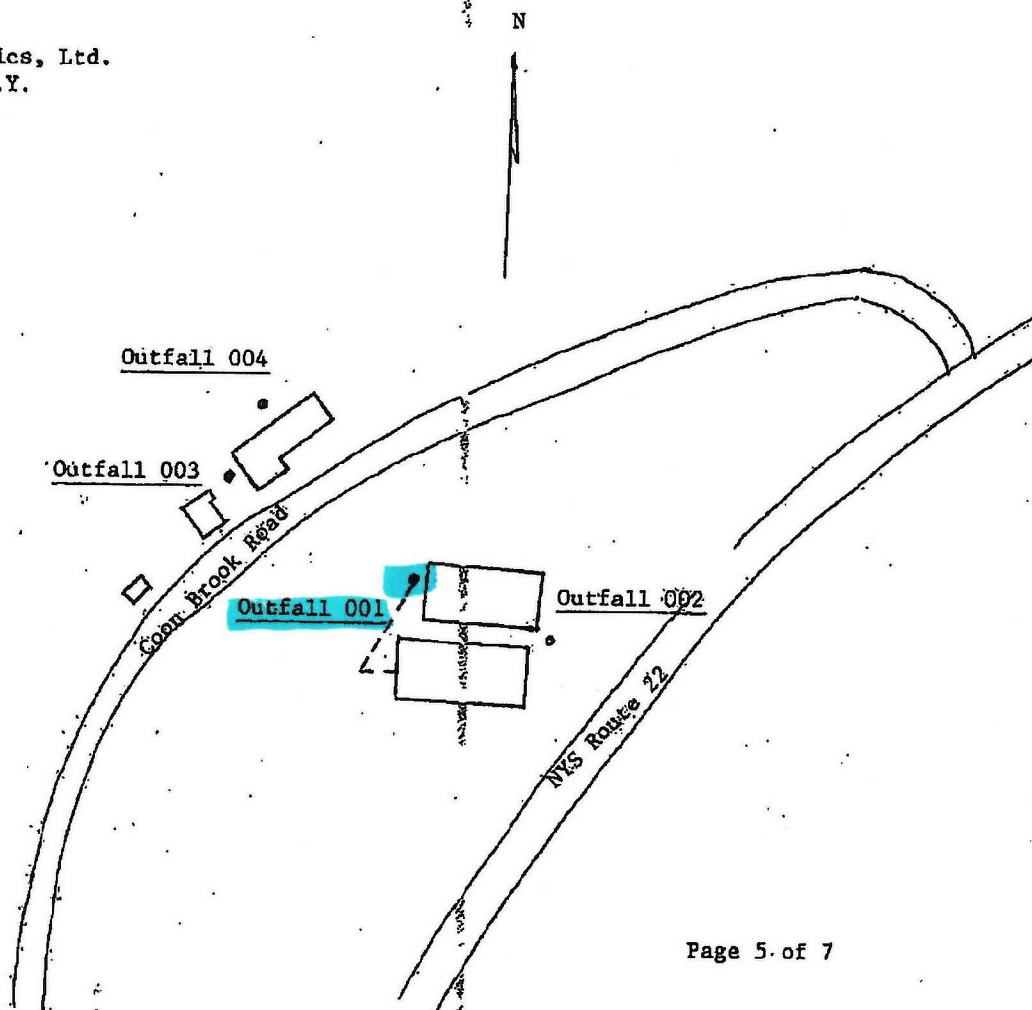 N
ics, Ltd.
.Y.
Outfall 004
Outfall 003
Coon Brook Road
Outfall 001
Outfall 002
NYS Route 22
Page 5 of 7